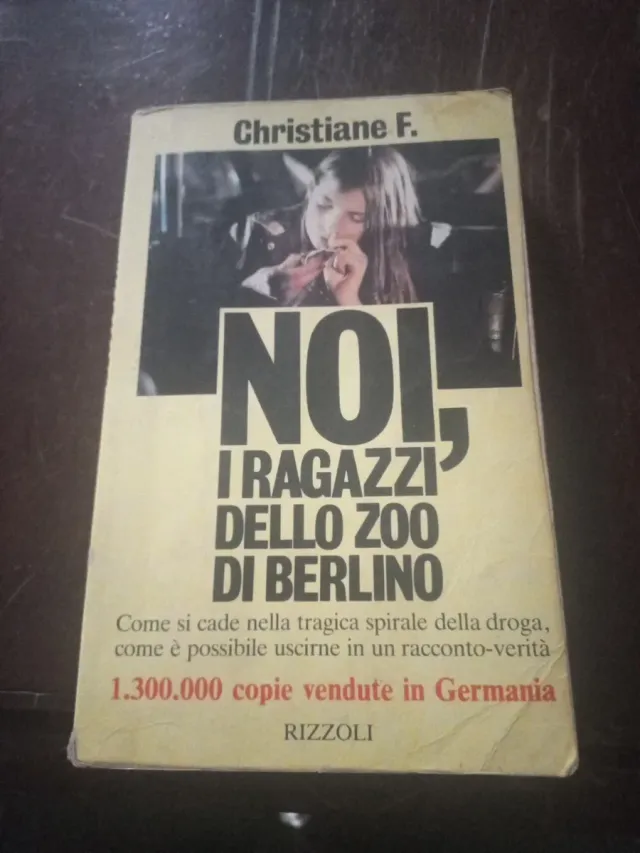 Christiane F.
NOI,
I RAGAZZI
DELLO ZOO
DI BERLINO
Come si cade nella tragica spirale della droga,
come è possibile uscirne in un racconto-verità
1.300.000 copie vendute in Germania
RIZZOLI